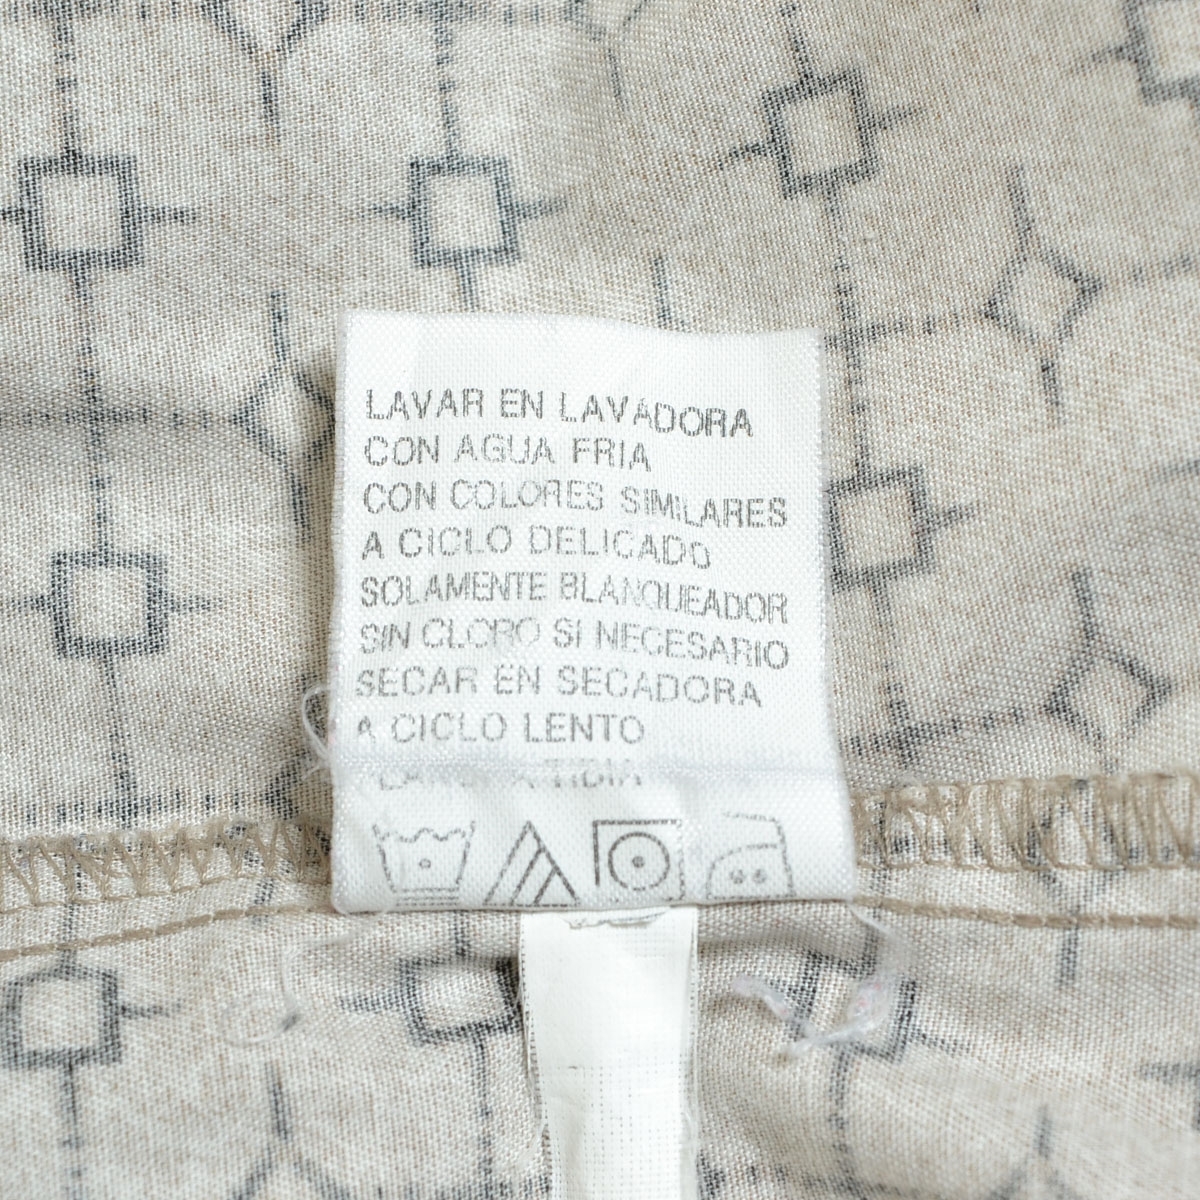 LAVAR EN LAVADORA
CON AGUA FRIA
CON COLORES SIMILARES
A CICLO DELICADO
SOLAMENTE BLANQUEADOR
SIN CLORO SI NECESARIO
SECAR EN SECADORA
A CICLO LENTO